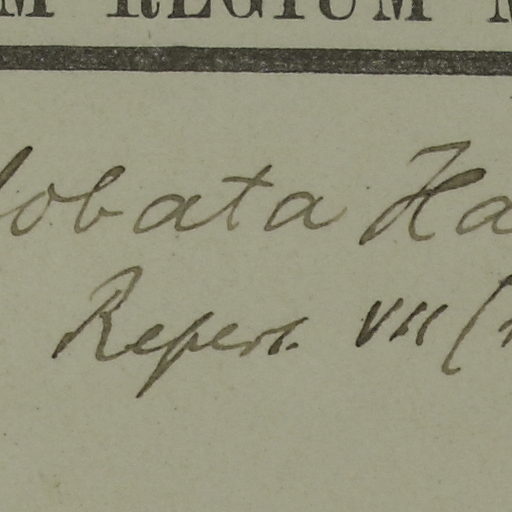 M REGIUM M
lobata Ha
Repert. VII (